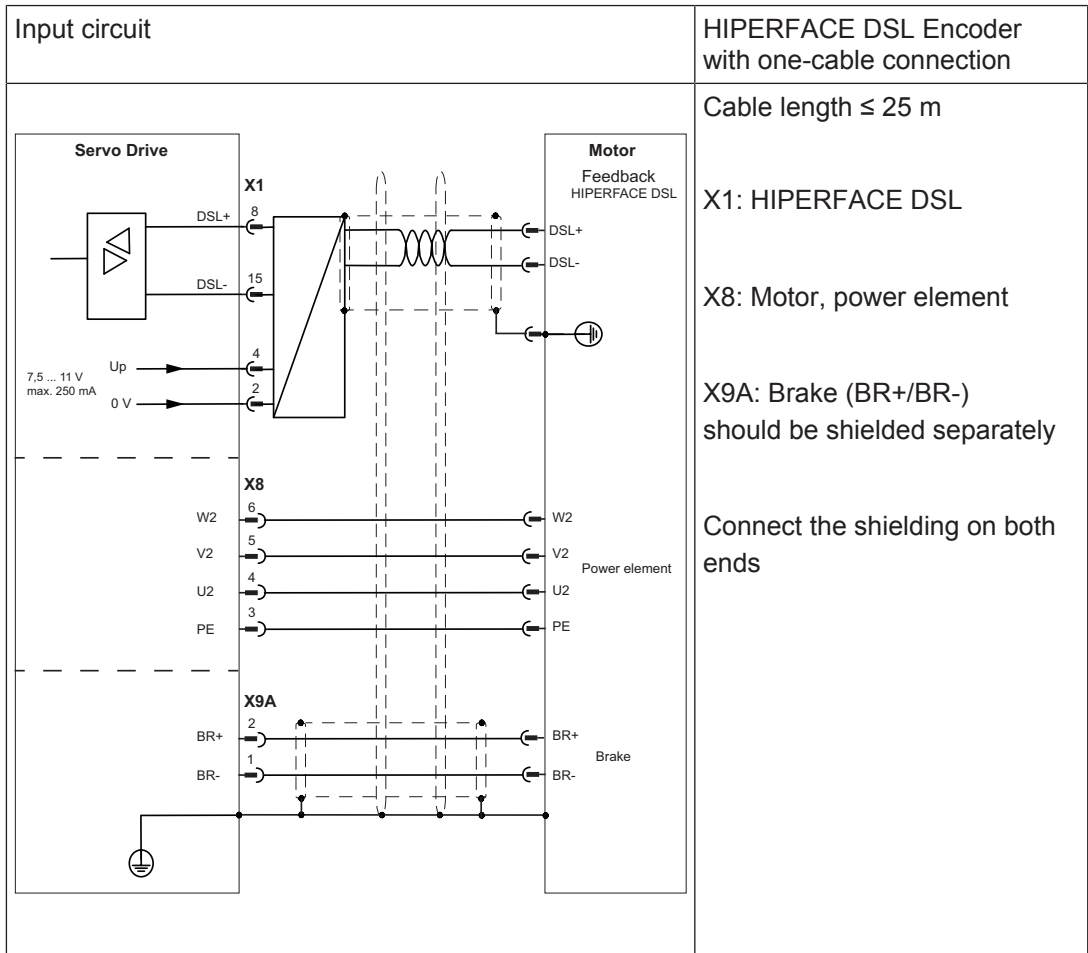 Input circuit
HIPERFACE DSL Encoder
with one-cable connection
Servo Drive
X1
DSL+
8
DSL-
15
Up
4
7,5 ... 11 V
max. 250 mA
2
0 V
Motor
Feedback
HIPERFACE DSL
DSL+
DSL-
X8
W2
6
W2
V2
5
V2
Power element
U2
4
U2
PE
3
PE
X9A
BR+
2
BR+
Brake
BR-
1
BR-
Cable length ≤ 25 m
X1: HIPERFACE DSL
X8: Motor, power element
X9A: Brake (BR+/BR-)
should be shielded separately
Connect the shielding on both
ends